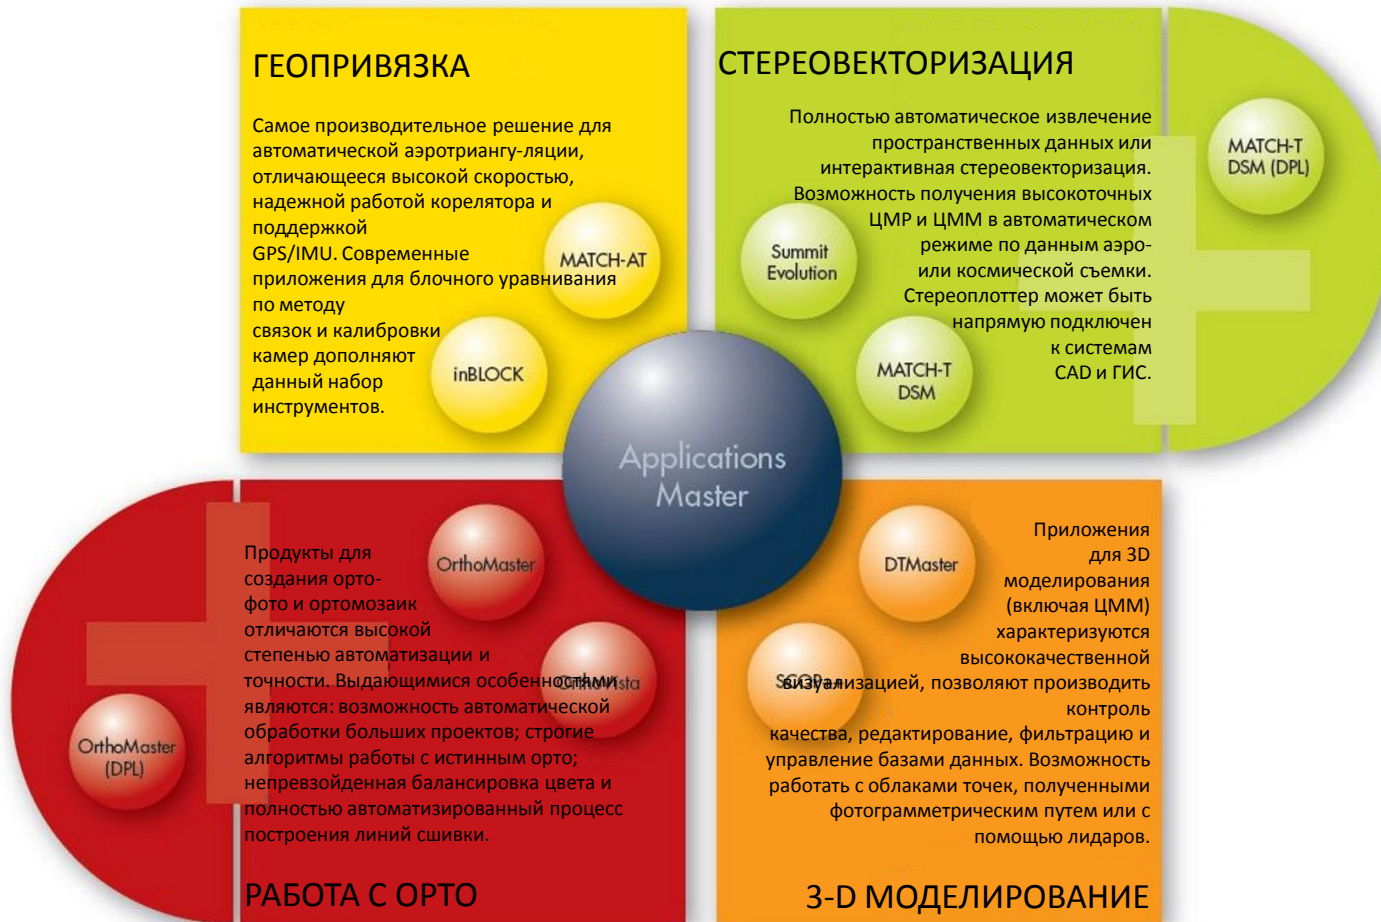 ГЕОПРИВЯЗКА
Самое производительное решение для
автоматической аэротриангу-ляции,
отличающееся высокой скоростью,
надежной работой корелятора и
поддержкой
GPS/IMU. Современные
приложения для блочного уравнивания
по методу
связок и калибровки
камер дополняют
данный набор
инструментов.
MATCH-AT
inBLOCK
СТЕРЕОВЕКТОРИЗАЦИЯ
Полностью автоматическое извлечение
пространственных данных или
интерактивная стереовекторизация.
Возможность получения высокоточных
ЦМР и ЦММ в автоматическом
режиме по данным аэро-
или космической съемки.
Стереоплоттер может быть
напрямую подключен
к системам
CAD и ГИС.
Summit
Evolution
MATCH-T
DSM
MATCH-T
DSM (DPL)
Applications
Master
Продукты для
создания орто-
фото и ортомозаик
отличаются высокой
степенью автоматизации и
точности. Выдающимися особенностями
являются: возможность автоматической
обработки больших проектов; строгие
алгоритмы работы с истинным орто;
непревзойденная балансировка цвета и
полностью автоматизированный процесс
построения линий сшивки.
OrthoMaster
OrthoVista
OrthoMaster
(DPL)
РАБОТА С ОРТО
DTMaster
SCOP++
Приложения
для 3D
моделирования
(включая ЦММ)
характеризуются
высококачественной
визуализацией, позволяют производить
контроль
качества, редактирование, фильтрацию и
управление базами данных. Возможность
работать с облаками точек, полученными
фотограмметрическим путем или с
помощью лидаров.
3-D МОДЕЛИРОВАНИЕ